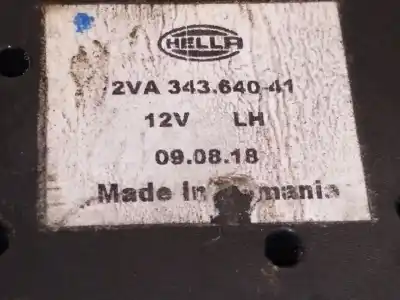 HELLA
2VA 343.640-41
12V LH
09.08.18
Made In mania